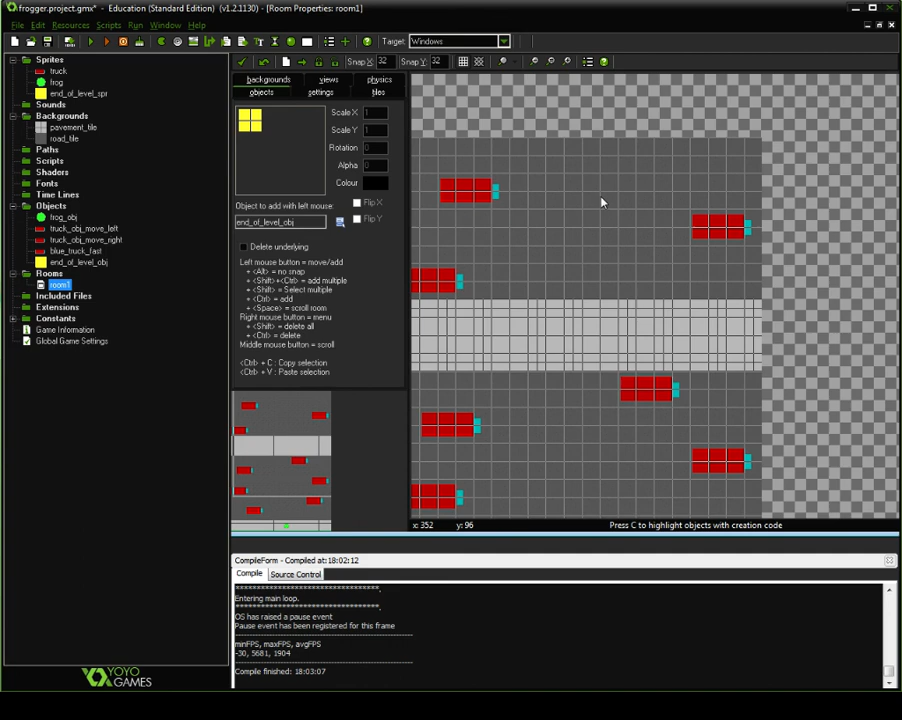 frogger.project.gmx*  -  Education (Standard Edition)  (v1.2.1130) - [Room Properties: room1]
File Edit Resources Scripts Run Window Help
Target: Windows
Snap X 32 Snap Y 32
Sprites
truck
frog
end_of_level_spr
Sounds
Backgrounds
pavement_tile
road_tile
Paths
Scripts
Shaders
Fonts
Time Lines
Objects
frog_obj
truck_obj_move_left
truck_obj_move_right
blue_truck_fast
end_of_level_obj
Rooms
room1
Included Files
Extensions
Constants
Game Information
Global Game Settings
YOYO
GAMES
backgrounds views physics
objects settings tiles
Scale X 1
Scale Y 1
Rotation 0
Alpha 0
Colour
Flip X
Flip Y
Object to add with left mouse:
end_of_level_obj
Delete underlying
Left mouse button = move/add
+ <Alt> = no snap
+ <Shift>+<Ctrl> = add multiple
+ <Shift> = Select multiple
+ <Ctrl> = add
+ <Space> = scroll room
Right mouse button = menu
+ <Shift> = delete all
+ <Ctrl> = delete
Middle mouse button = scroll
<Ctrl + C : Copy selection
<Ctrl + V : Paste selection
x: 352 y: 96 Press C to highlight objects with creation code
CompileForm - Compiled at:18:02:12
Compile Source Control
Entering main loop.
OS has raised a pause event
Pause event has been registered for this frame
minFPS, maxFPS, avgFPS
-30, 5681, 1904
Compile finished: 18:03:07